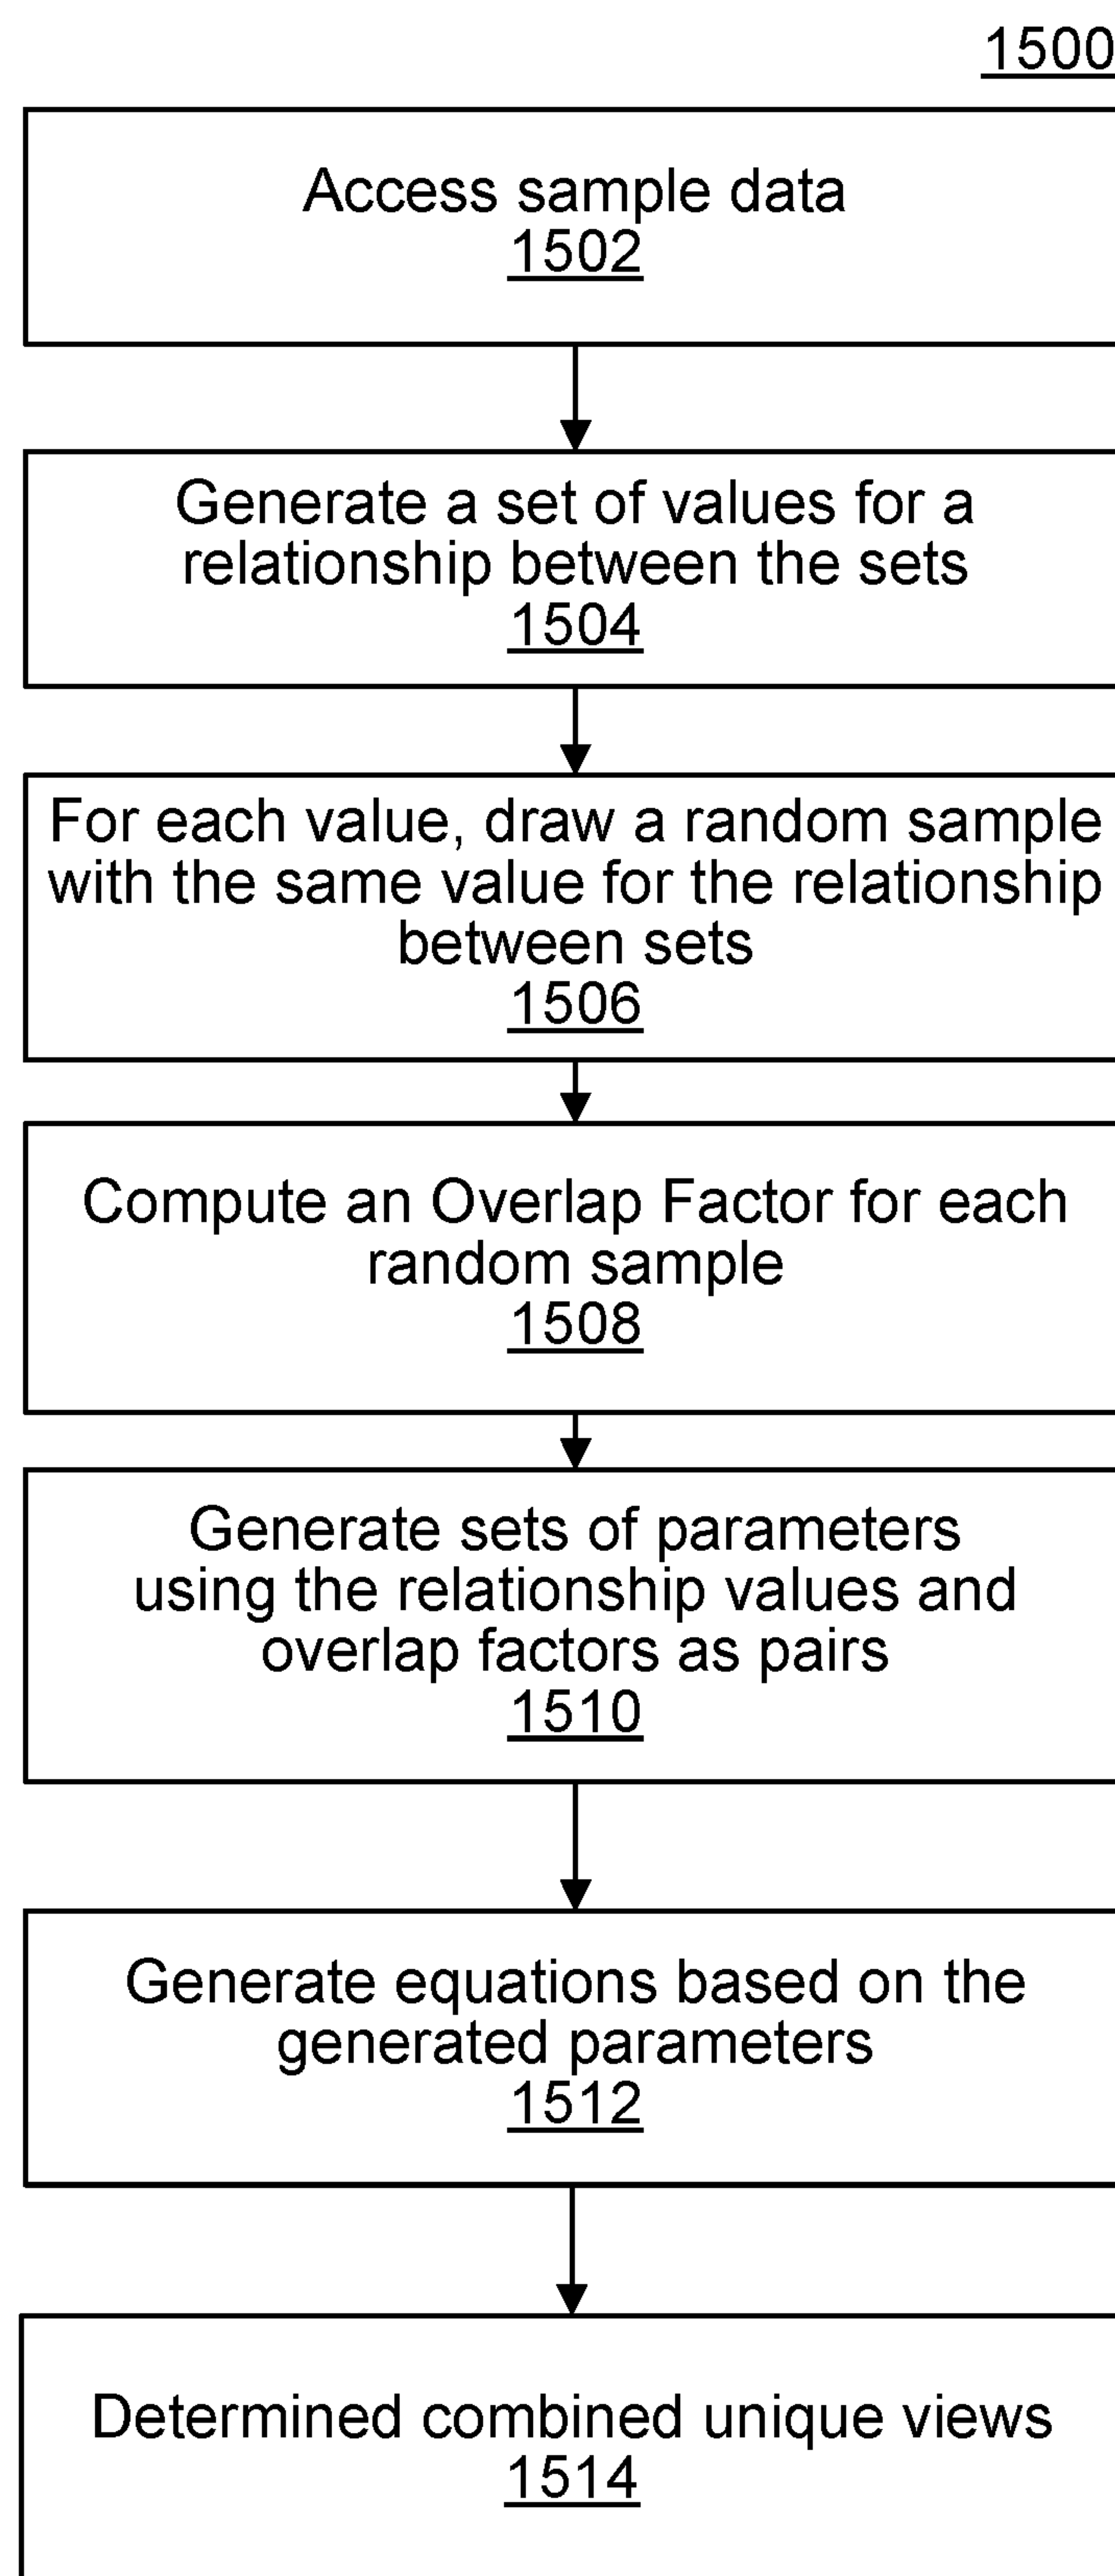 1500
Access sample data
1502
Generate a set of values for a
relationship between the sets
1504
For each value, draw a random sample
with the same value for the relationship
between sets
1506
Compute an Overlap Factor for each
random sample
1508
Generate sets of parameters
using the relationship values and
overlap factors as pairs
1510
Generate equations based on the
generated parameters
1512
Determined combined unique views
1514